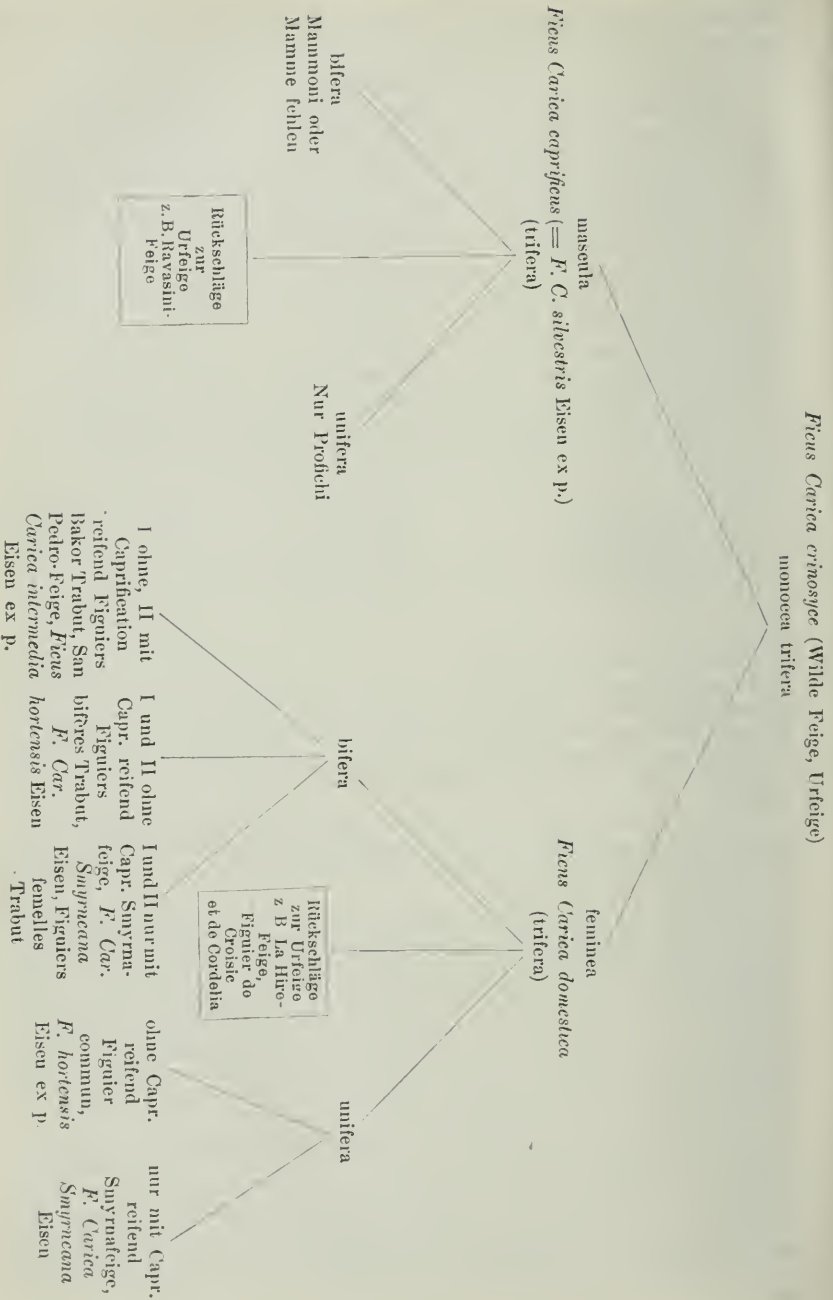 Ficus Carica erinosyce (Wilde Feige, Urfeige)
monoeca trifera
mascula
Ficus Carica caprificus (= F. C. silvestris Eisen ex p.)
(trifera)
feminea
Ficus Carica domestica
(trifera)
bifera
Mammoni oder
Mamme fehlen
Rückschläge
zur
Urfeige
z. B. Ravasini-
Feige
unifera
Nur Profichi
bifera
Rückschläge
zur Urfeige
z B La Hire-
Feige,
Figuier de
Croisic
et de Cordelia
unifera
I ohne, II mit
Caprification
reifend Figuiers
Bakor Trabut, San
Pedro-Feige, Ficus
Carica intermedia
Eisen ex p.
I und II ohne
Capr. reifend
Figuiers
bifères Trabut,
F. Car.
hortensis Eisen
I und II nur mit
Capr. Smyrna-
feige, F. Car.
Smyrneana
Eisen, Figuiers
femelles
Trabut
ohne Capr.
reifend
Figuier
commun,
F. hortensis
Eisen ex p.
nur mit Capr.
reifend
Smyrnafeige,
F. Carica
Smyrneana
Eisen